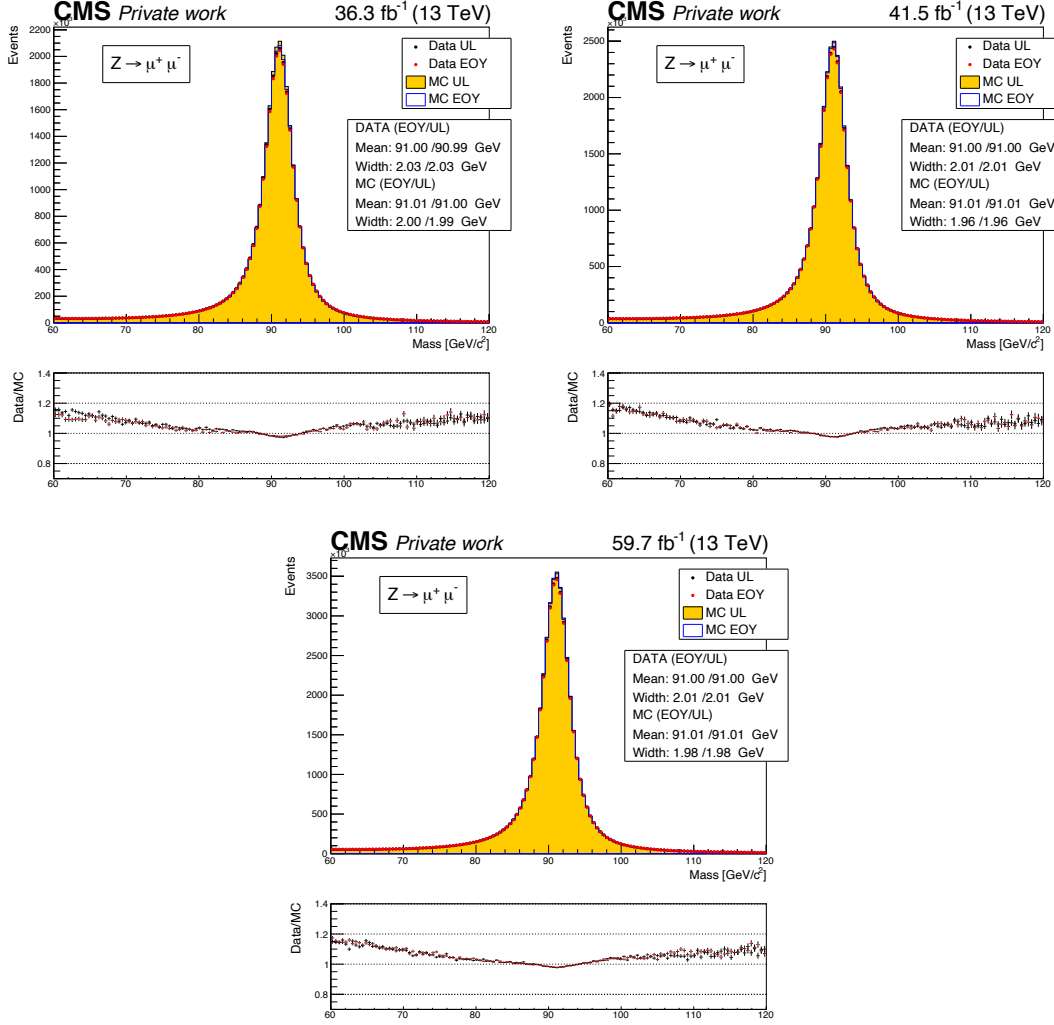 CMS Private work 36.3 fb⁻¹ (13 TeV)
×10³
Events
2200
2000
1800
1600
1400
1200
1000
800
600
400
200
0
Z → μ⁺ μ⁻
Data UL
Data EOY
MC UL
MC EOY
DATA (EOY/UL)
Mean: 91.00 /90.99 GeV
Width: 2.03 /2.03 GeV
MC (EOY/UL)
Mean: 91.01 /91.00 GeV
Width: 2.00 /1.99 GeV
60 70 80 90 100 110 120
Mass [GeV/c²]
Data/MC
1.4
1.2
1
0.8
60 70 80 90 100 110 120
CMS Private work 41.5 fb⁻¹ (13 TeV)
×10³
Events
2500
2000
1500
1000
500
0
Z → μ⁺ μ⁻
Data UL
Data EOY
MC UL
MC EOY
DATA (EOY/UL)
Mean: 91.00 /91.00 GeV
Width: 2.01 /2.01 GeV
MC (EOY/UL)
Mean: 91.01 /91.01 GeV
Width: 1.96 /1.96 GeV
60 70 80 90 100 110 120
Mass [GeV/c²]
Data/MC
1.4
1.2
1
0.8
60 70 80 90 100 110 120
CMS Private work 59.7 fb⁻¹ (13 TeV)
×10³
Events
3500
3000
2500
2000
1500
1000
500
0
Z → μ⁺ μ⁻
Data UL
Data EOY
MC UL
MC EOY
DATA (EOY/UL)
Mean: 91.00 /91.00 GeV
Width: 2.01 /2.01 GeV
MC (EOY/UL)
Mean: 91.01 /91.01 GeV
Width: 1.98 /1.98 GeV
60 70 80 90 100 110 120
Mass [GeV/c²]
Data/MC
1.4
1.2
1
0.8
60 70 80 90 100 110 120